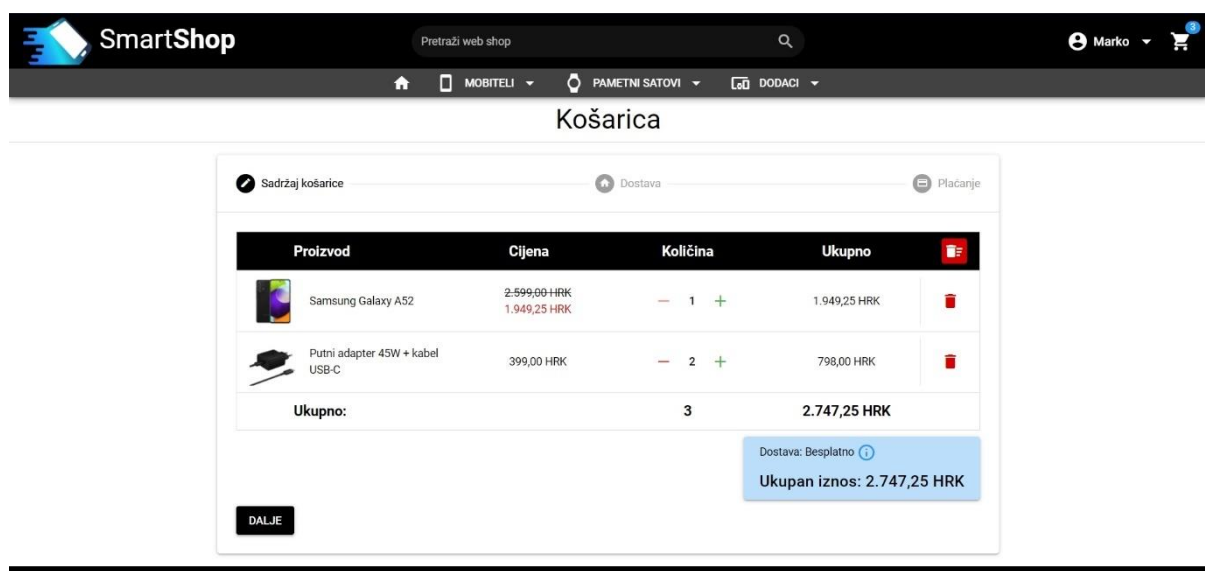 SmartShop
Pretraži web shop
Marko
3
MOBITELI
PAMETNI SATOVI
DODACI
Košarica
Sadržaj košarice
Dostava
Plaćanje
Proizvod Cijena Količina Ukupno
Samsung Galaxy A52
2.599,00 HRK
1.949,25 HRK
1
1.949,25 HRK
Putni adapter 45W + kabel
USB-C
399,00 HRK
2
798,00 HRK
Ukupno: 3 2.747,25 HRK
Dostava: Besplatno
Ukupan iznos: 2.747,25 HRK
DALJE